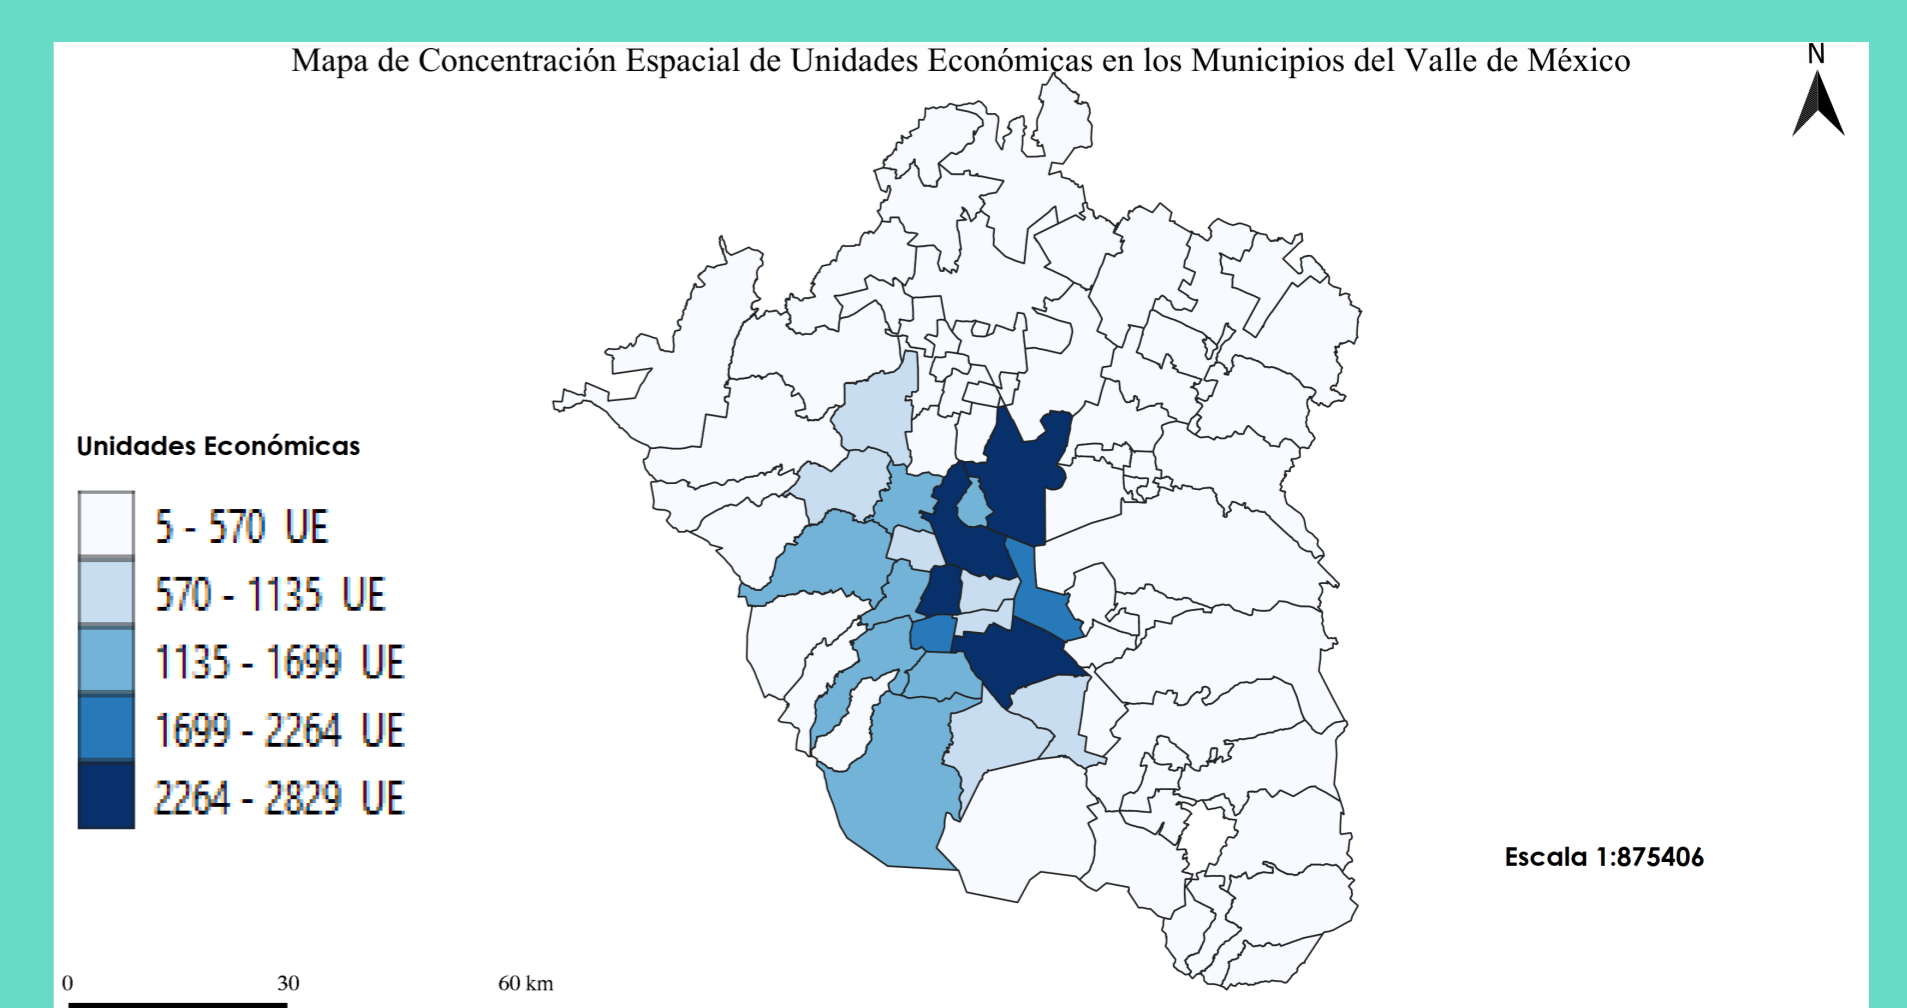 Mapa de Concentración Espacial de Unidades Económicas en los Municipios del Valle de México
N
Unidades Económicas
5 - 570 UE
570 - 1135 UE
1135 - 1699 UE
1699 - 2264 UE
2264 - 2829 UE
Escala 1:875406
0 30 60 km